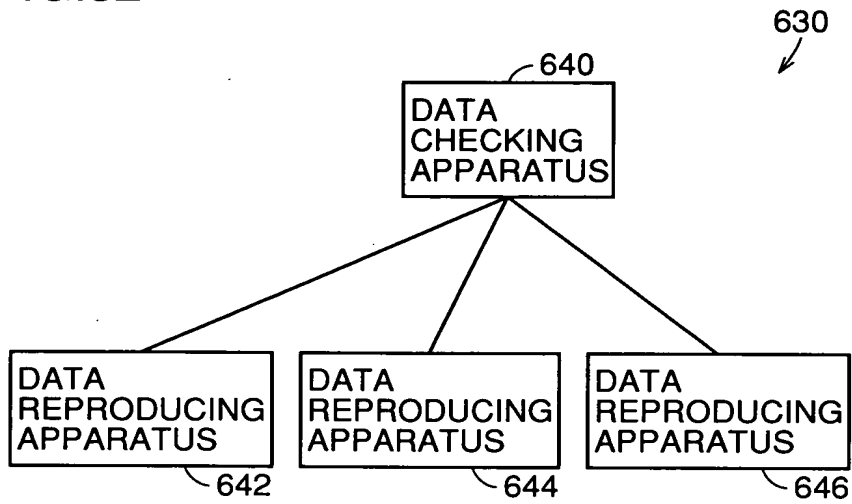 630
640
DATA
CHECKING
APPARATUS
DATA
REPRODUCING
APPARATUS
642
DATA
REPRODUCING
APPARATUS
644
DATA
REPRODUCING
APPARATUS
646